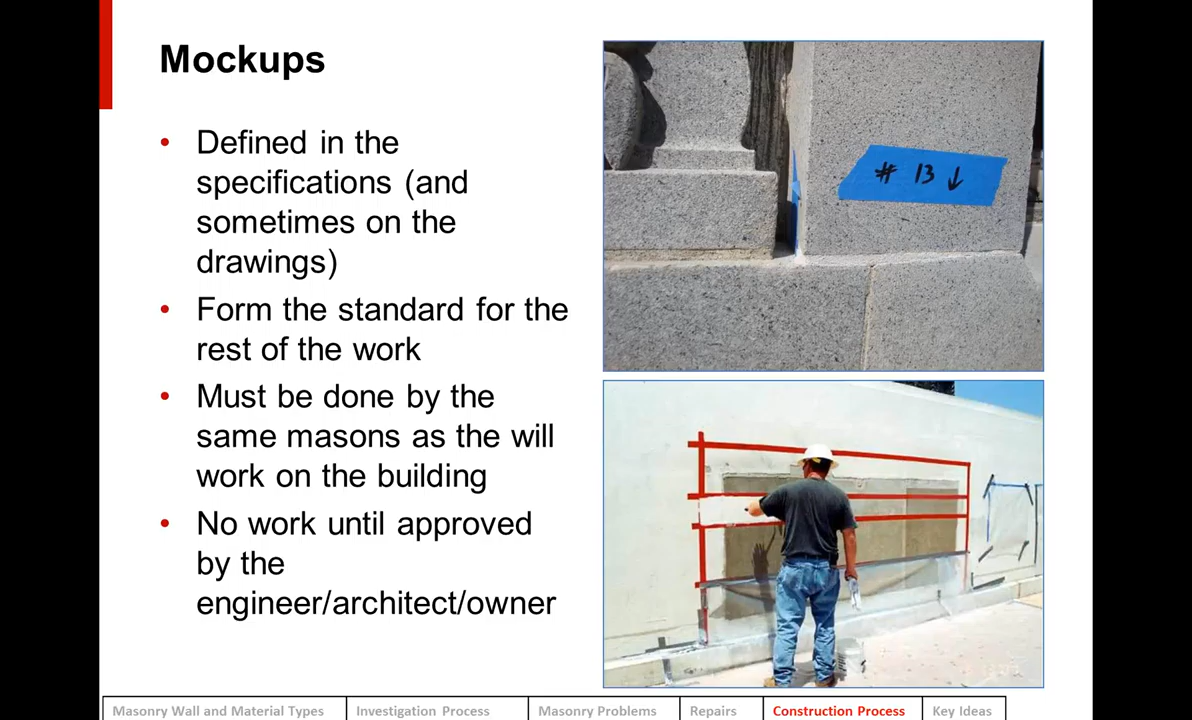 Mockups
• Defined in the
specifications (and
sometimes on the
drawings)
• Form the standard for the
rest of the work
• Must be done by the
same masons as the will
work on the building
• No work until approved
by the
engineer/architect/owner
# 13 ↓
Masonry Wall and Material Types
Investigation Process
Masonry Problems
Repairs
Construction Process
Key Ideas